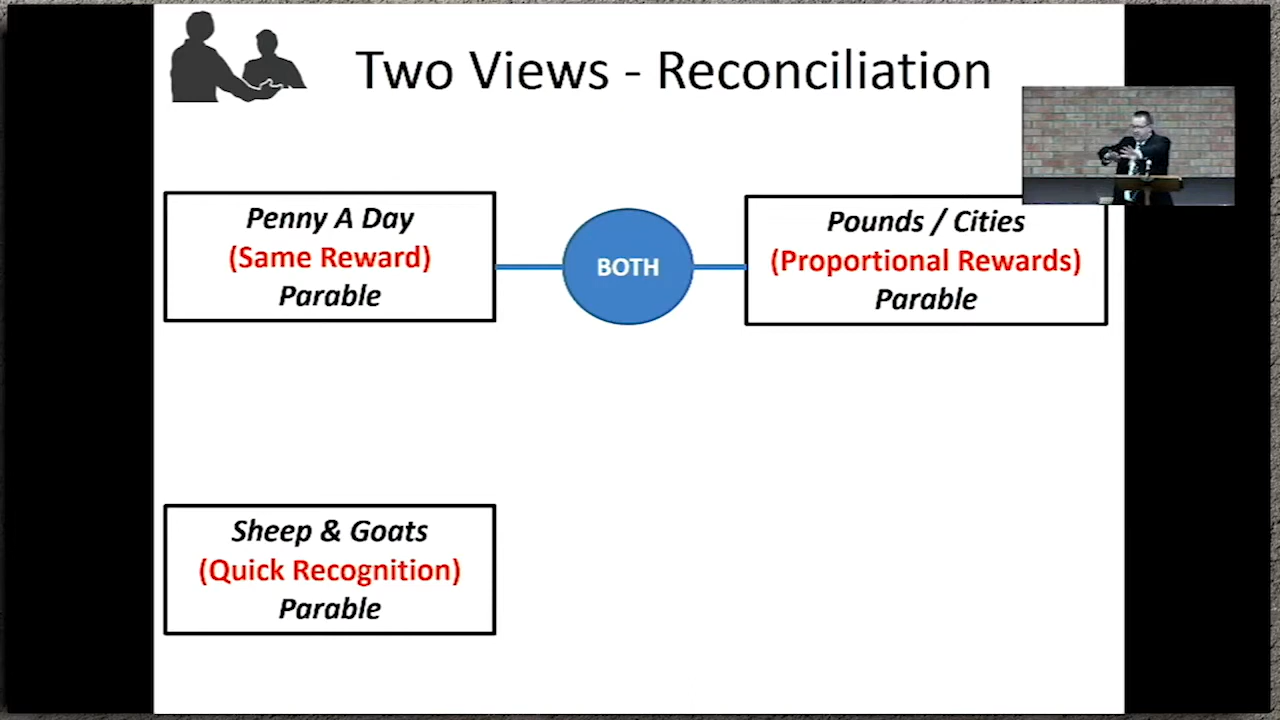 Two Views - Reconciliation
Penny A Day
(Same Reward)
Parable
BOTH
Pounds / Cities
(Proportional Rewards)
Parable
Sheep & Goats
(Quick Recognition)
Parable